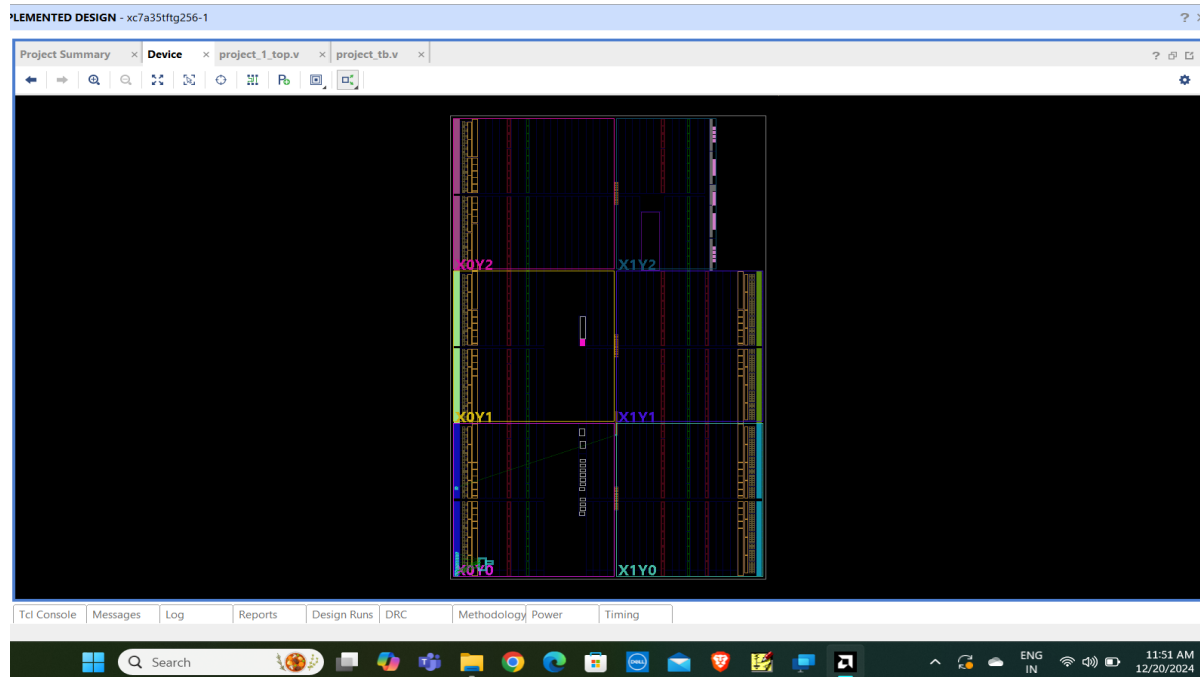 PLEMENTED DESIGN - xc7a35tftg256-1
Project Summary × Device × project_1_top.v × project_tb.v ×
X0Y2 X1Y2
X0Y1 X1Y1
X0Y0 X1Y0
Tcl Console Messages Log Reports Design Runs DRC Methodology Power Timing
Search
ENG
IN
11:51 AM
12/20/2024